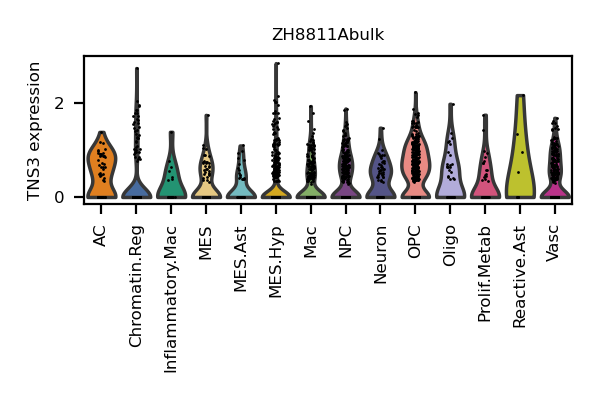 ZH8811Abulk
TNS3 expression
2
0
AC
Chromatin.Reg
Inflammatory.Mac
MES
MES.Ast
MES.Hyp
Mac
NPC
Neuron
OPC
Oligo
Prolif.Metab
Reactive.Ast
Vasc